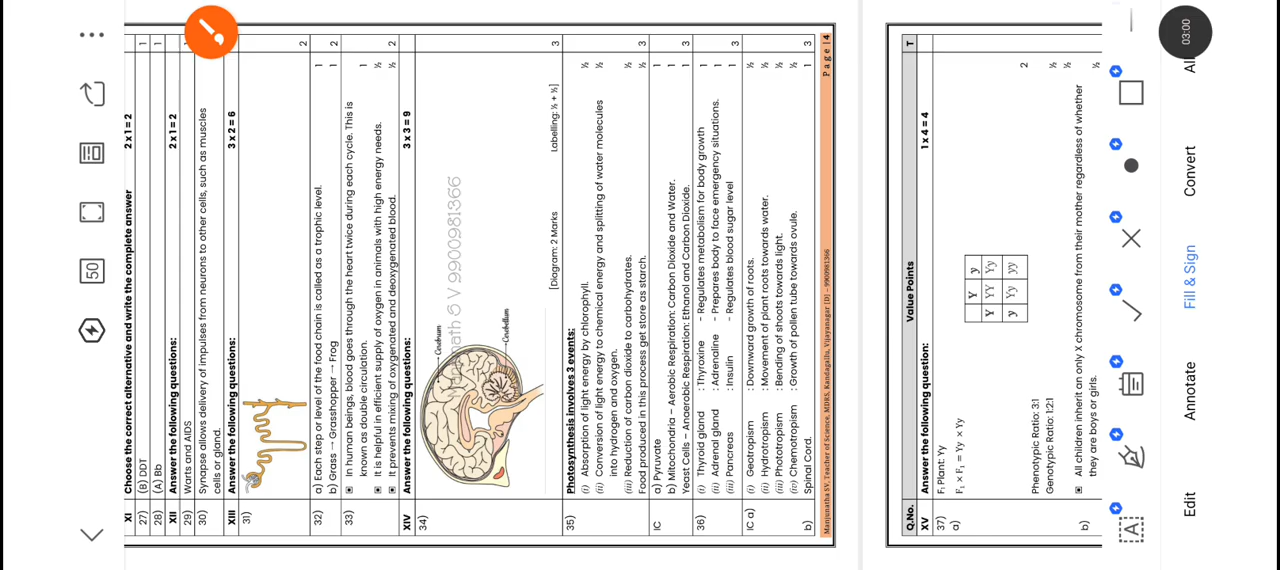 XI Choose the correct alternative and write the complete answer 2 x 1 = 2
27) (B) DDT 1
28) (A) Bb 1
XII Answer the following questions: 2 x 1 = 2
29) Warts and AIDS 1
30) Synapse allows delivery of impulses from neurons to other cells, such as muscles
cells or gland.
XIII Answer the following questions: 3 x 2 = 6
31) 2
32) a) Each step or level of the food chain is called as a trophic level. 1
b) Grass → Grasshopper → Frog 1 2
33) In human beings, blood goes through the heart twice during each cycle. This is
known as double circulation. 1
It is helpful in efficient supply of oxygen in animals with high energy needs. ½
It prevents mixing of oxygenated and deoxygenated blood. ½ 2
XIV Answer the following questions: 3 x 3 = 9
34)
Cerebrum
Cerebellum
S V 9900981366
[Diagram: 2 Marks Labelling: ½ + ½] 3
35) Photosynthesis involves 3 events:
(i) Absorption of light energy by chlorophyll. ½
(ii) Conversion of light energy to chemical energy and splitting of water molecules ½
into hydrogen and oxygen.
(iii) Reduction of carbon dioxide to carbohydrates. ½
Food produced in this process get store as starch. ½ 3
IC a) Pyruvate 1
b) Mitochondria – Aerobic Respiration: Carbon Dioxide and Water. 1
Yeast Cells – Anaerobic Respiration: Ethanol and Carbon Dioxide. 1 3
36) (i) Thyroid gland : Thyroxine - Regulates metabolism for body growth 1
(ii) Adrenal gland : Adrenaline - Prepares body to face emergency situations. 1
(iii) Pancreas : Insulin - Regulates blood sugar level 1 3
IC a) (i) Geotropism : Downward growth of roots. ½
(ii) Hydrotropism : Movement of plant roots towards water. ½
(iii) Phototropism : Bending of shoots towards light. ½
(iv) Chemotropism : Growth of pollen tube towards ovule. ½
b) Spinal Cord. 1 3
Manjunatha SV, Teacher of Science, MDRS, Kandagallu, Vijayanagar [D] – 9900981366 Page | 4
Q.No. Value Points T
XV Answer the following question: 1 x 4 = 4
37) F₁ Plant: Yy
a) F₁ x F₁ = Yy x Yy
Y y
Y YY Yy
y Yy yy
2
Phenotypic Ratio: 3:1 ½
Genotypic Ratio: 1:2:1 ½
b) All children inherit an only X chromosome from their mother regardless of whether
they are boys or girls. ½
50
03:00
Edit
Annotate
Fill & Sign
Convert
All
A